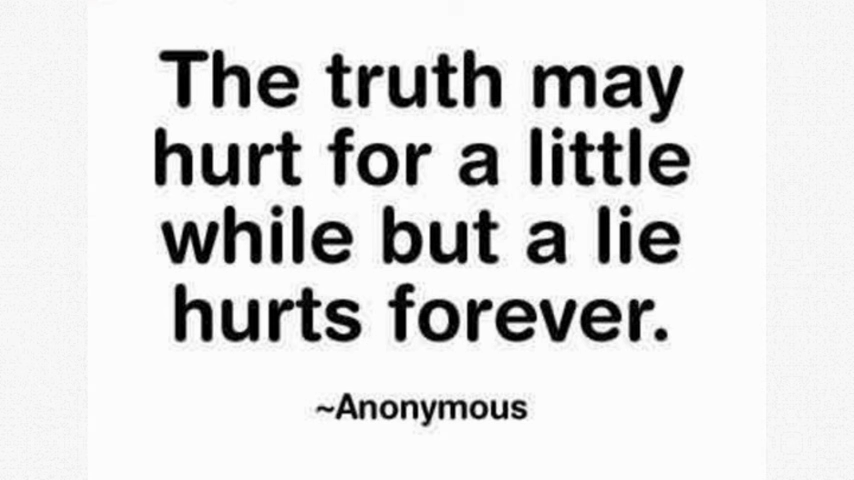 The truth may
hurt for a little
while but a lie
hurts forever.
~Anonymous